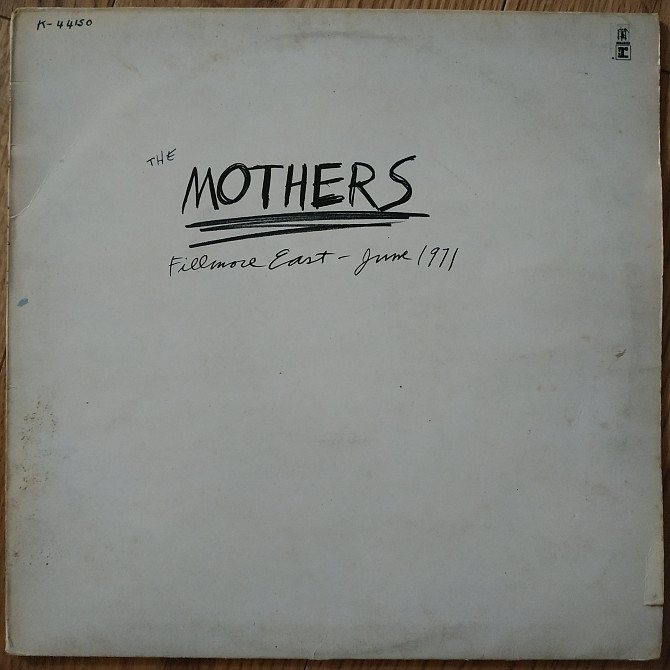 K-44150
THE
MOTHERS
Fillmore East - June 1971